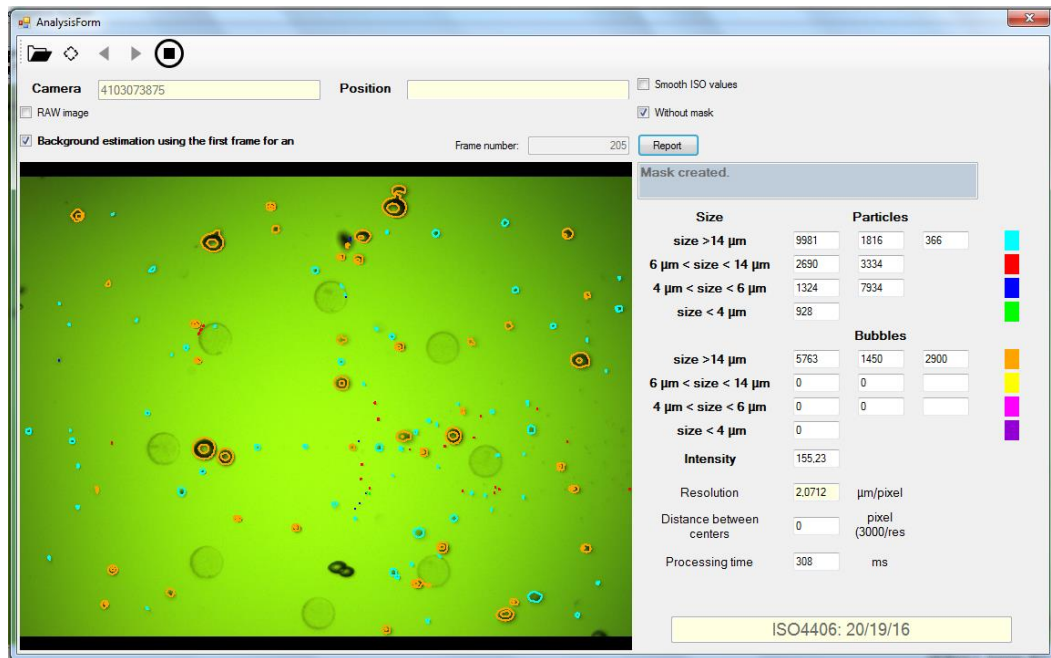 AnalysisForm
Camera 4103073875 Position
Smooth ISO values
RAW image
Without mask
Background estimation using the first frame for an
Frame number: 205
Report
Mask created.
Size Particles
size >14 µm 9981 1816 366
6 µm < size < 14 µm 2690 3334
4 µm < size < 6 µm 1324 7934
size < 4 µm 928
Bubbles
size >14 µm 5763 1450 2900
6 µm < size < 14 µm 0 0
4 µm < size < 6 µm 0 0
size < 4 µm 0
Intensity 155,23
Resolution 2,0712 µm/pixel
Distance between
centers 0 pixel
(3000/res
Processing time 308 ms
ISO4406: 20/19/16